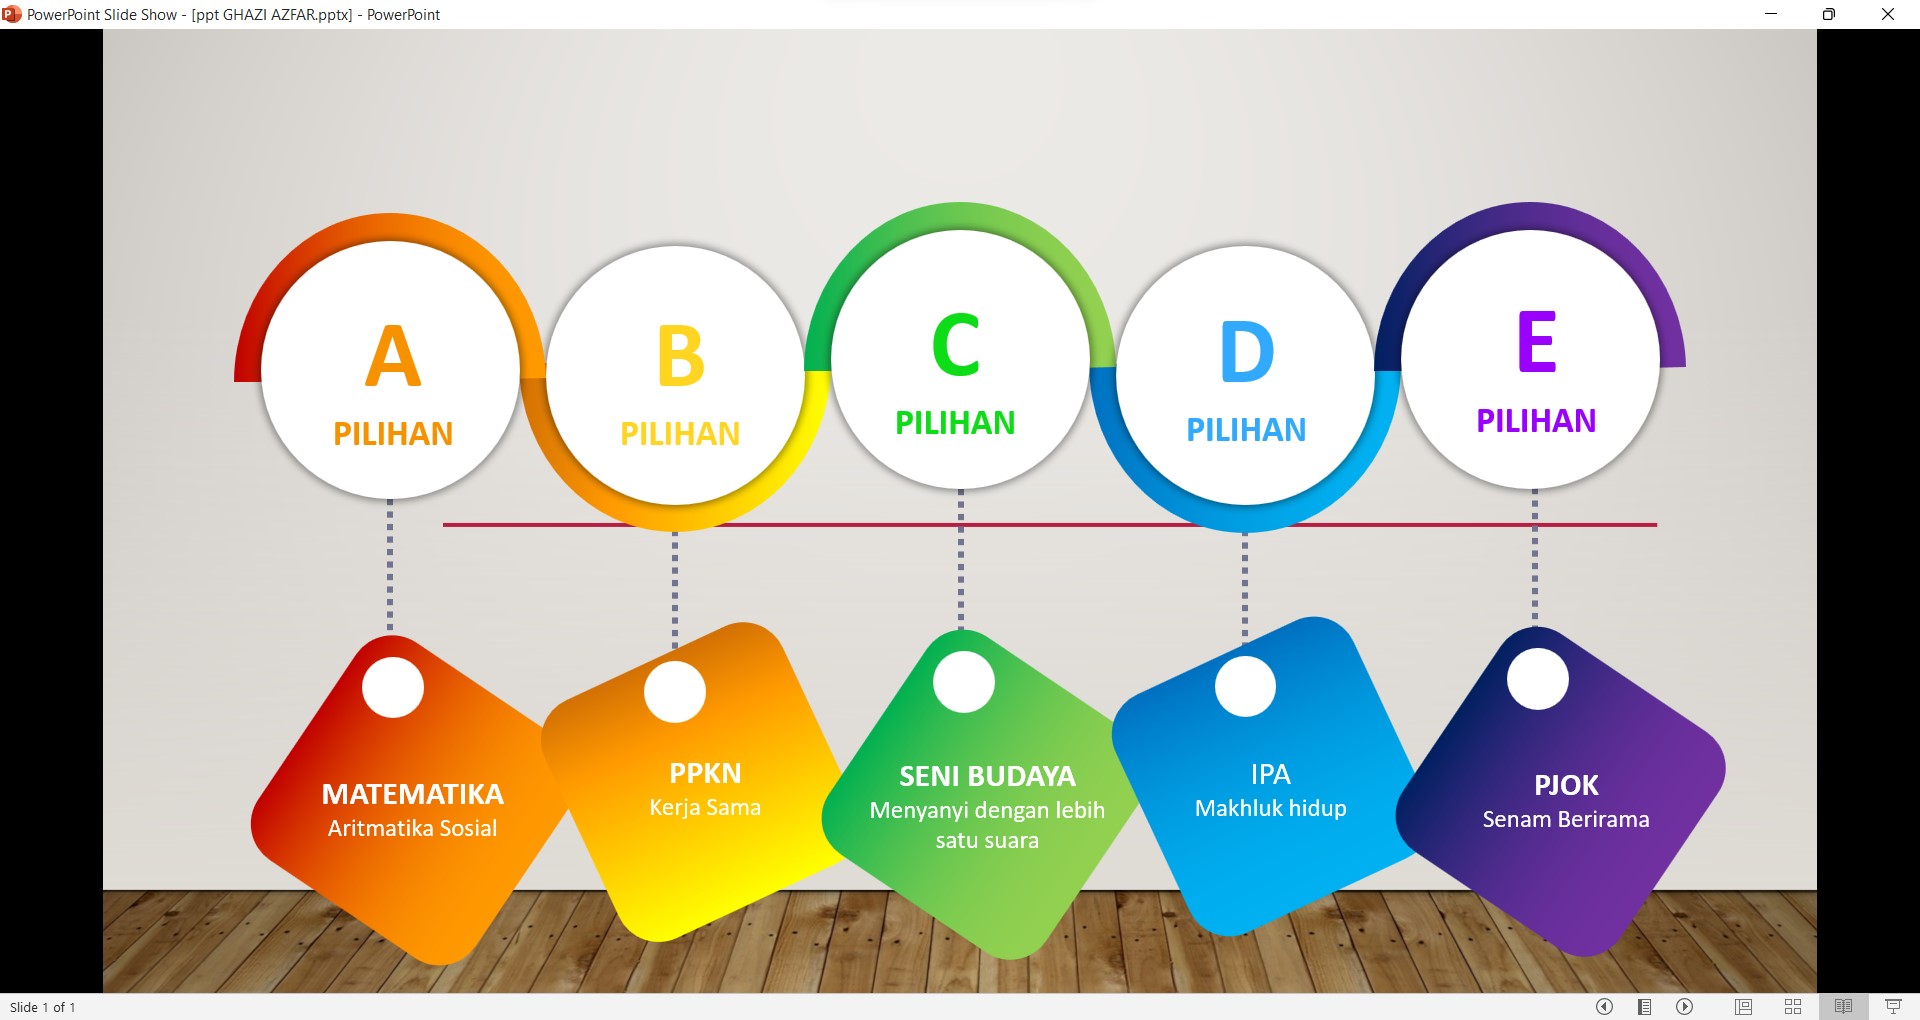 PowerPoint Slide Show - [ppt GHAZI AZFAR.pptx] - PowerPoint
A
PILIHAN
B
PILIHAN
C
PILIHAN
D
PILIHAN
E
PILIHAN
MATEMATIKA
Aritmatika Sosial
PPKN
Kerja Sama
SENI BUDAYA
Menyanyi dengan lebih
satu suara
IPA
Makhluk hidup
PJOK
Senam Berirama
Slide 1 of 1